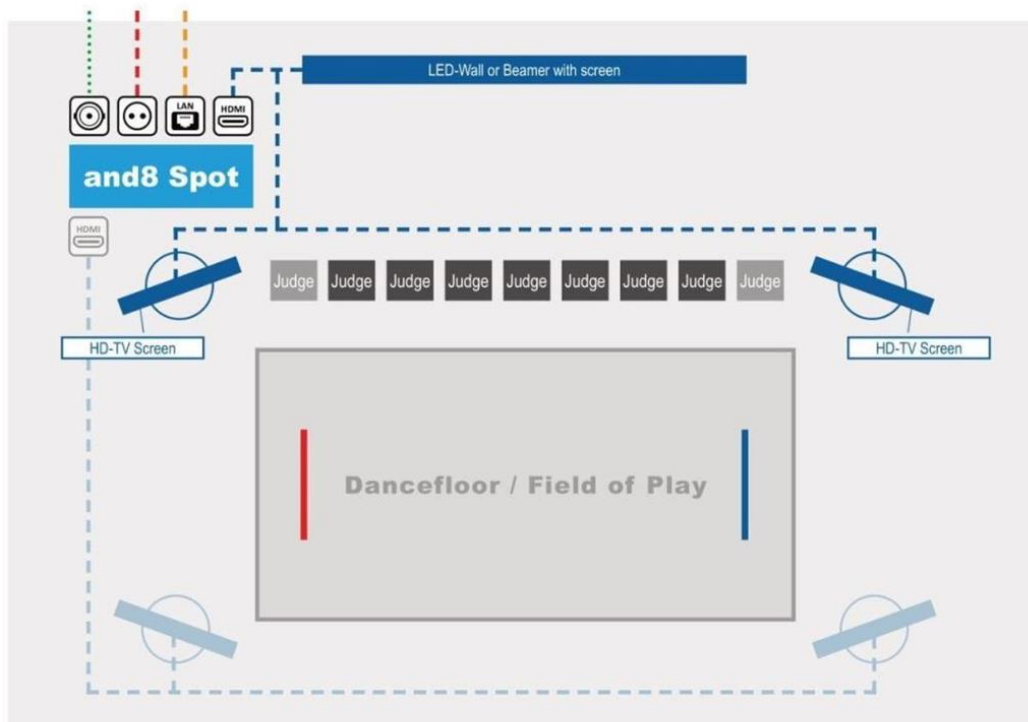 LED-Wall or Beamer with screen
LAN
HDMI
and8 Spot
HDMI
Judge Judge Judge Judge Judge Judge Judge Judge Judge
HD-TV Screen
HD-TV Screen
Dancefloor / Field of Play